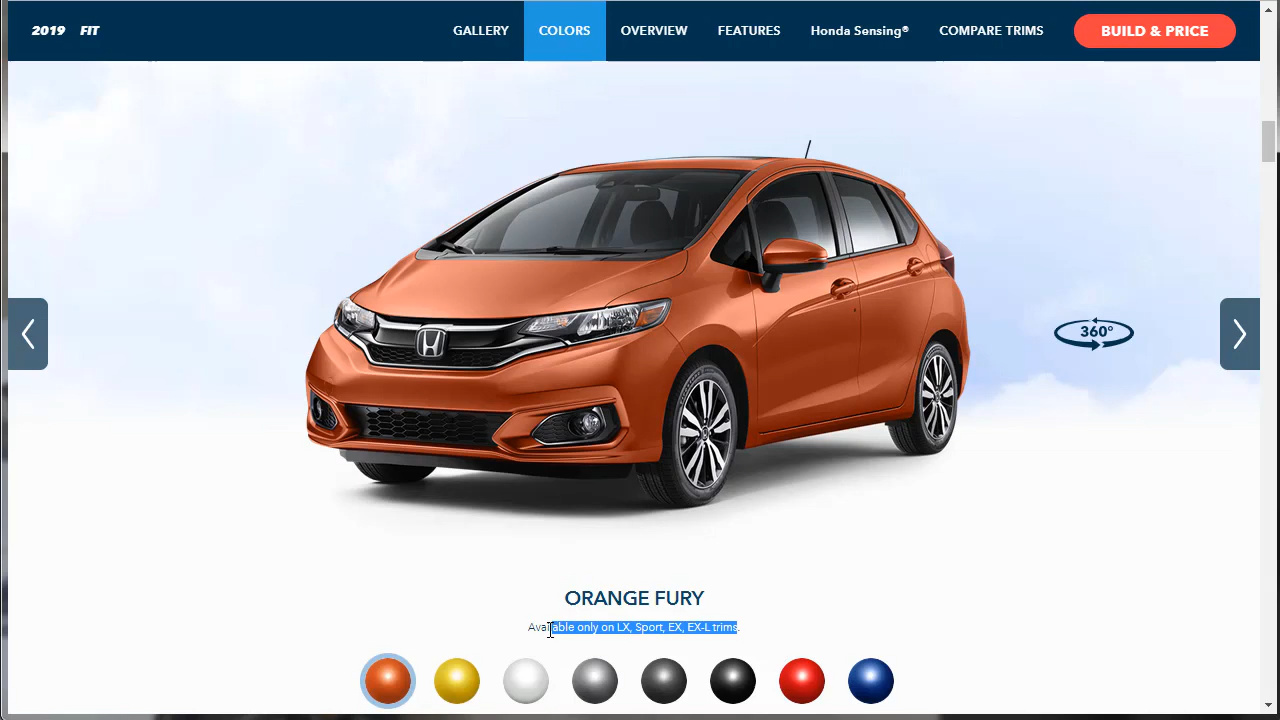 2019 FIT
GALLERY
COLORS
OVERVIEW
FEATURES
Honda Sensing®
COMPARE TRIMS
BUILD & PRICE
360°
ORANGE FURY
Available only on LX, Sport, EX, EX-L trims.